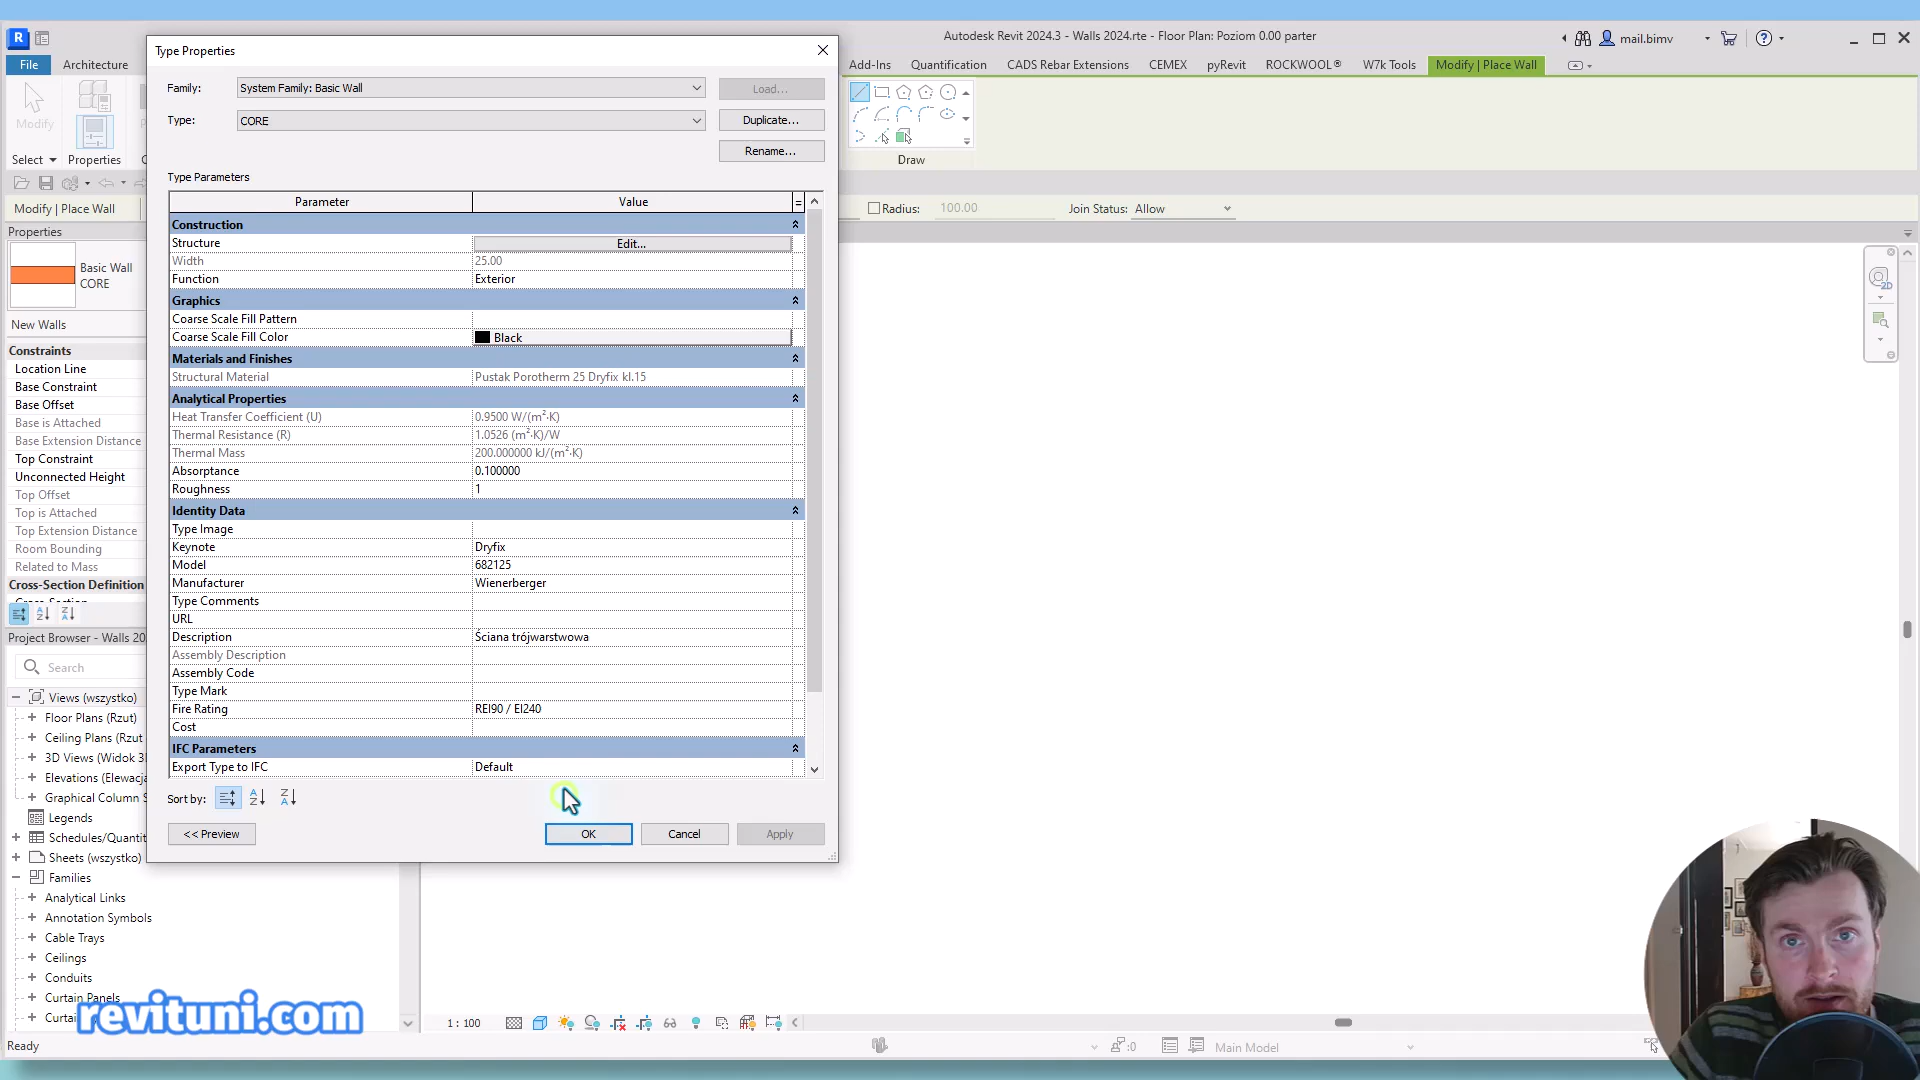 Type Properties
Autodesk Revit 2024.3 - Walls 2024.rte - Floor Plan: Poziom 0.00 parter
mail.bimv
File
Architecture
Add-Ins
Quantification
CADS Rebar Extensions
CEMEX
pyRevit
ROCKWOOL®
W7k Tools
Modify | Place Wall
Family:
System Family: Basic Wall
Load...
Type:
CORE
Duplicate...
Rename...
Modify
Select
Properties
Draw
Type Parameters
Parameter
Value
=
Modify | Place Wall
Radius:
100.00
Join Status:
Allow
Properties
Basic Wall
CORE
New Walls
Constraints
Location Line
Base Constraint
Base Offset
Base is Attached
Base Extension Distance
Top Constraint
Unconnected Height
Top Offset
Top is Attached
Top Extension Distance
Room Bounding
Related to Mass
Cross-Section Definition
Construction
Structure
Edit...
Width
25.00
Function
Exterior
Graphics
Coarse Scale Fill Pattern
Coarse Scale Fill Color
Black
Materials and Finishes
Structural Material
Pustak Porotherm 25 Dryfix kl.15
Analytical Properties
Heat Transfer Coefficient (U)
0.9500 W/(m²·K)
Thermal Resistance (R)
1.0526 (m²·K)/W
Thermal Mass
200.000000 kJ/(m²·K)
Absorptance
0.100000
Roughness
1
Identity Data
Type Image
Keynote
Dryfix
Model
682125
Manufacturer
Wienerberger
Type Comments
URL
Description
Ściana trójwarstwowa
Assembly Description
Assembly Code
Type Mark
Fire Rating
REI90 / EI240
Cost
IFC Parameters
Export Type to IFC
Default
Sort by:
<< Preview
OK
Cancel
Apply
Project Browser - Walls 20
Search
Views (wszystko)
Floor Plans (Rzut)
Ceiling Plans (Rzut
3D Views (Widok 3
Elevations (Elewacj
Graphical Column S
Legends
Schedules/Quantit
Sheets (wszystko)
Families
Analytical Links
Annotation Symbols
Cable Trays
Ceilings
Conduits
Curtain Panels
revituni.com
1 : 100
Ready
:0
Main Model
2D